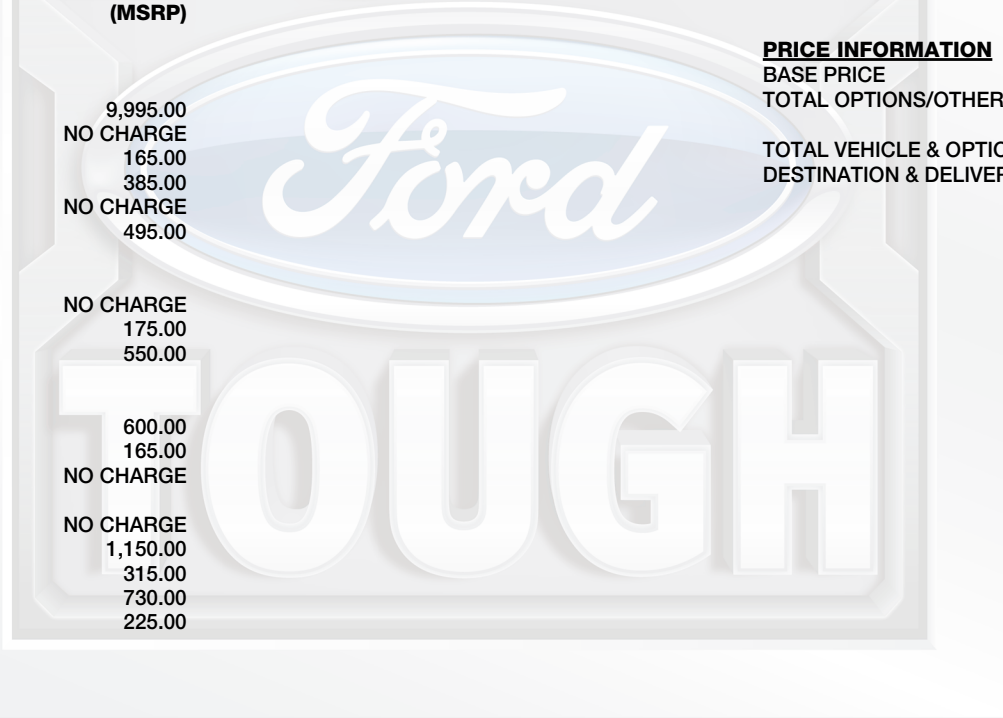 (MSRP)
9,995.00
NO CHARGE
165.00
385.00
NO CHARGE
495.00
NO CHARGE
175.00
550.00
600.00
165.00
NO CHARGE
NO CHARGE
1,150.00
315.00
730.00
225.00
PRICE INFORMATION
BASE PRICE
TOTAL OPTIONS/OTHER
TOTAL VEHICLE & OPTIO
DESTINATION & DELIVER
Ford
TOUGH